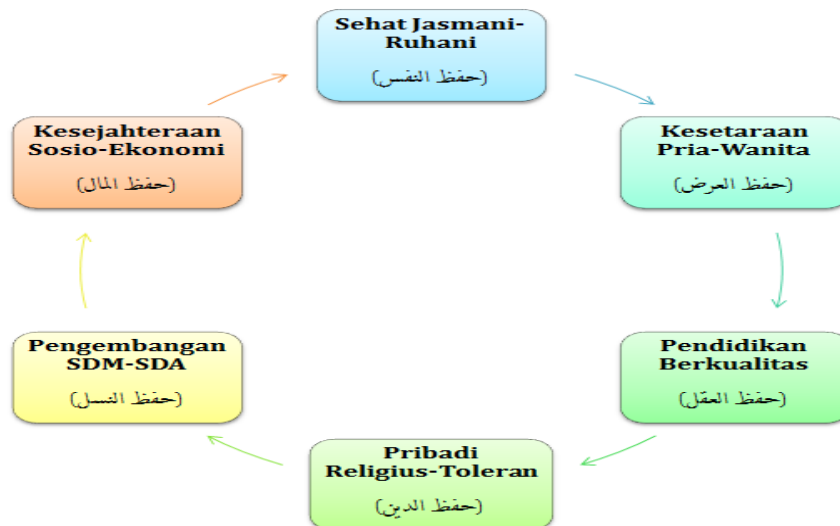 Sehat Jasmani-
Ruhani
(حفظ النفس)
Kesetaraan
Pria-Wanita
(حفظ العرض)
Pendidikan
Berkualitas
(حفظ العقل)
Pribadi
Religius-Toleran
(حفظ الدين)
Pengembangan
SDM-SDA
(حفظ النسل)
Kesejahteraan
Sosio-Ekonomi
(حفظ المال)